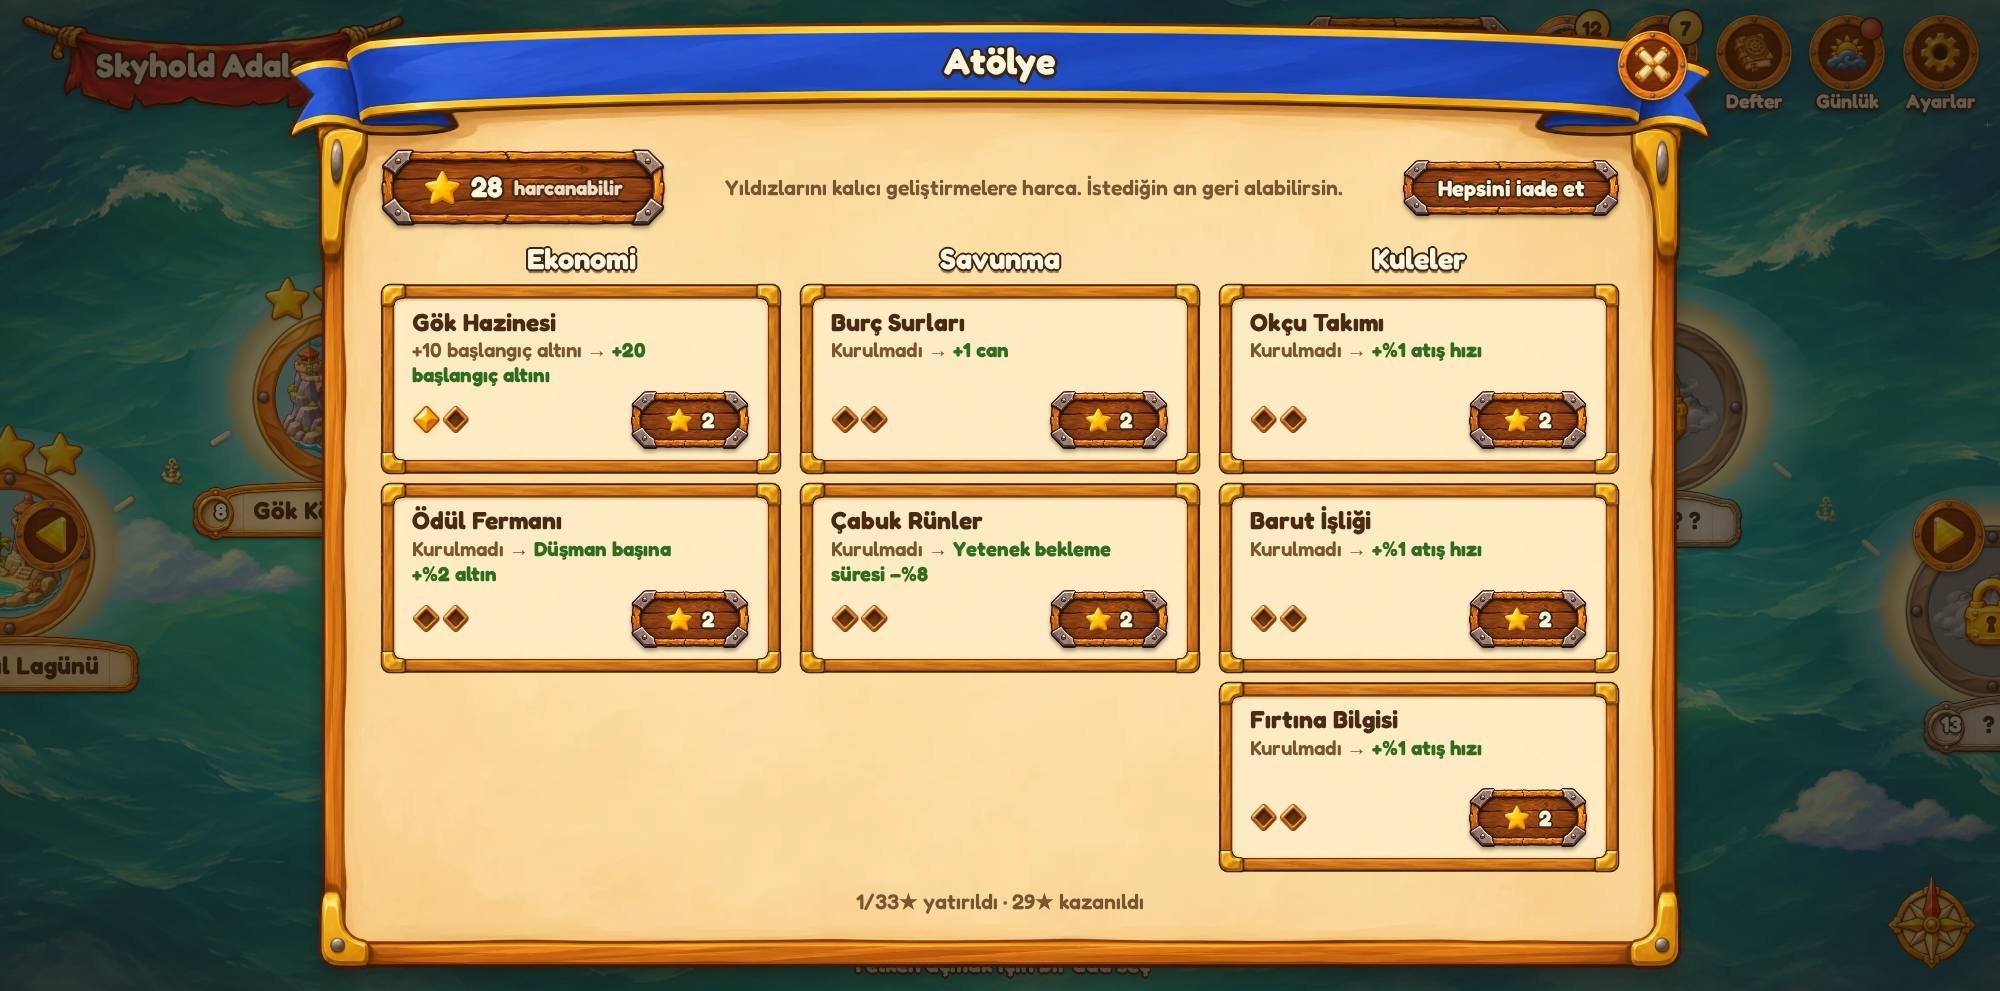 Atölye
12
7
Defter
Günlük
Ayarlar
28 harcanabilir
Yıldızlarını kalıcı geliştirmelere harca. İstediğin an geri alabilirsin.
Hepsini iade et
Ekonomi
Gök Hazinesi
+10 başlangıç altını → +20
başlangıç altını
2
Ödül Fermanı
Kurulmadı → Düşman başına
+%2 altın
2
Savunma
Burç Surları
Kurulmadı → +1 can
2
Çabuk Rünler
Kurulmadı → Yetenek bekleme
süresi –%8
2
Kuleler
Okçu Takımı
Kurulmadı → +%1 atış hızı
2
Barut İşliği
Kurulmadı → +%1 atış hızı
2
Fırtına Bilgisi
Kurulmadı → +%1 atış hızı
2
1/33★ yatırıldı · 29★ kazanıldı
Skyhold
8 Gök
Lagünü
??
13 ?